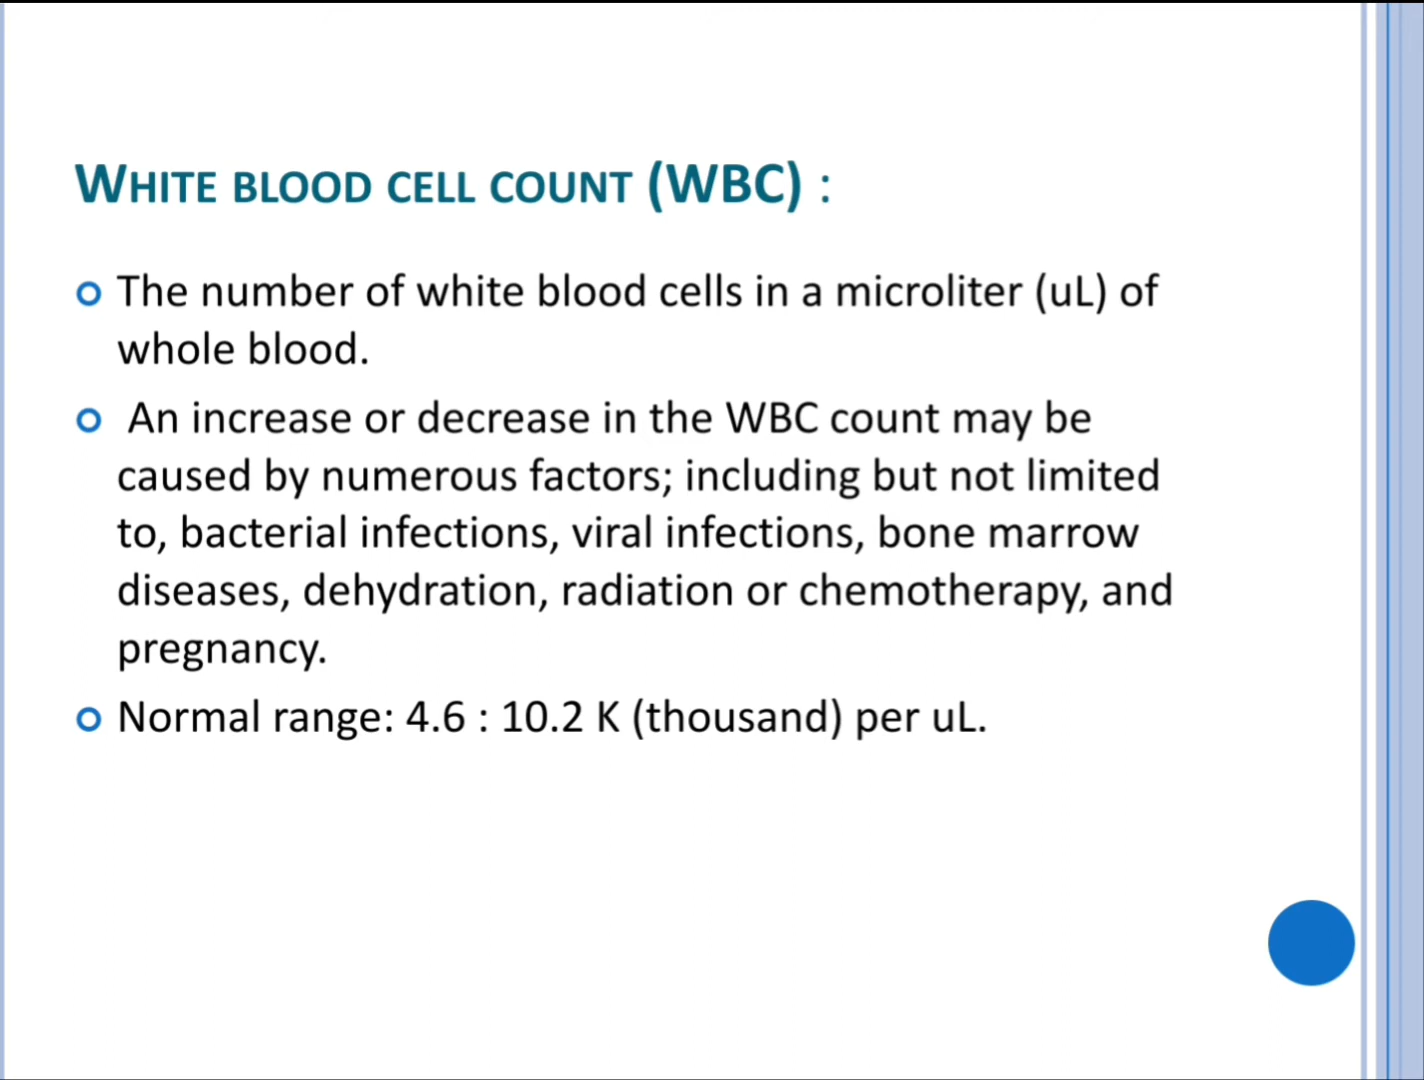 WHITE BLOOD CELL COUNT (WBC) :
The number of white blood cells in a microliter (uL) of
whole blood.
An increase or decrease in the WBC count may be
caused by numerous factors; including but not limited
to, bacterial infections, viral infections, bone marrow
diseases, dehydration, radiation or chemotherapy, and
pregnancy.
Normal range: 4.6 : 10.2 K (thousand) per uL.